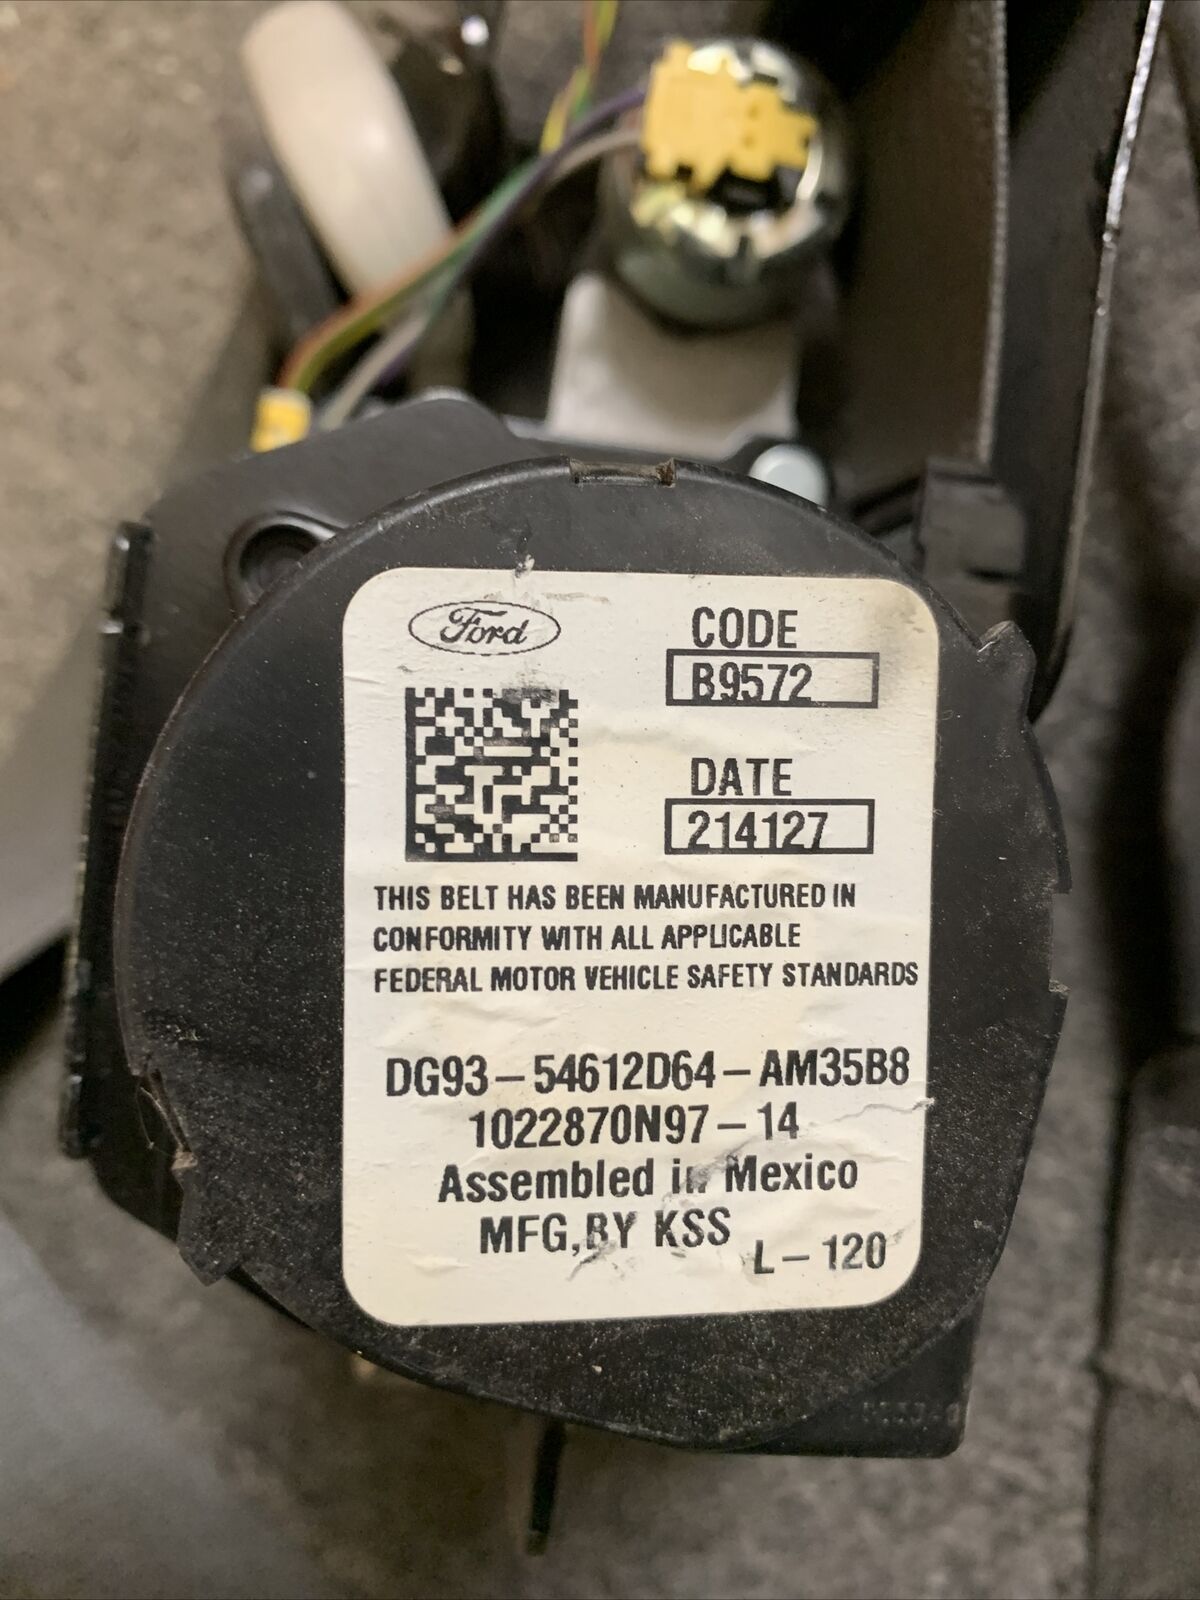 Ford
CODE
B9572
DATE
214127
THIS BELT HAS BEEN MANUFACTURED IN
CONFORMITY WITH ALL APPLICABLE
FEDERAL MOTOR VEHICLE SAFETY STANDARDS
DG93-54612D64-AM35B8
1022870N97-14
Assembled in Mexico
MFG,BY KSS
L-120